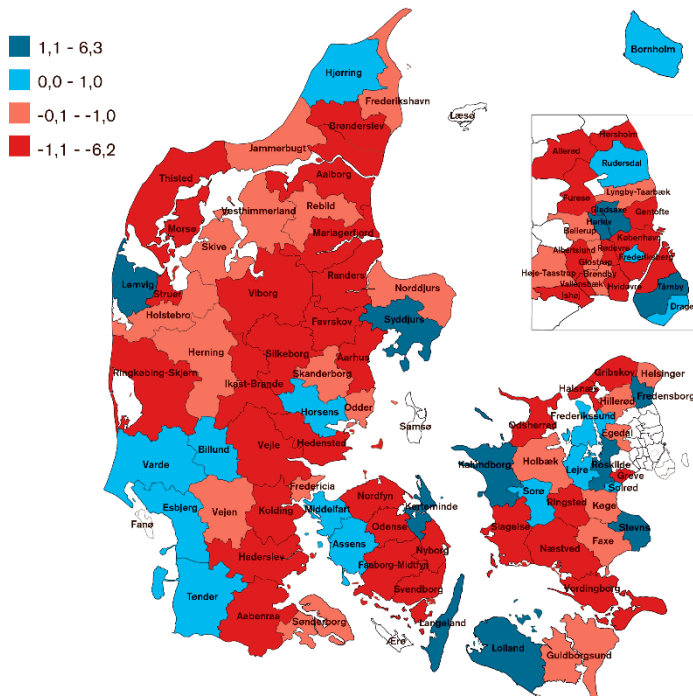 1,1 - 6,3
0,0 - 1,0
-0,1 - -1,0
-1,1 - -6,2
Bornholm
Hjørring
Frederikshavn
Læsø
Brønderslev
Jammerbugt
Thisted
Aalborg
Vesthimmerland
Rebild
Morsø
Mariagerfjord
Skive
Lemvig
Struer
Viborg
Randers
Norddjurs
Holstebro
Favrskov
Syddjurs
Herning
Silkeborg
Aarhus
Ringkøbing-Skjern
Skanderborg
Ikast-Brande
Horsens
Odder
Samsø
Hedensted
Billund
Vejle
Varde
Fredericia
Esbjerg
Fanø
Vejen
Kolding
Middelfart
Nordfyn
Kerteminde
Odense
Haderslev
Assens
Nyborg
Faaborg-Midtfyn
Svendborg
Tønder
Aabenraa
Sønderborg
Langeland
Ærø
Hørsholm
Allerød
Rudersdal
Lyngby-Taarbæk
Furesø
Gladsaxe
Gentofte
Herlev
Ballerup
København
Rødovre
Albertslund
Frederiksberg
Glostrup
Høje-Taastrup
Brøndby
Vallensbæk
Hvidovre
Ishøj
Tårnby
Dragø
Gribskov
Helsingør
Halsnæs
Fredensborg
Hillerød
Frederikssund
Odsherred
Egedal
Holbæk
Kalundborg
Roskilde
Lejre
Greve
Solrød
Sorø
Ringsted
Køge
Slagelse
Stevns
Næstved
Faxe
Vordingborg
Lolland
Guldborgsund